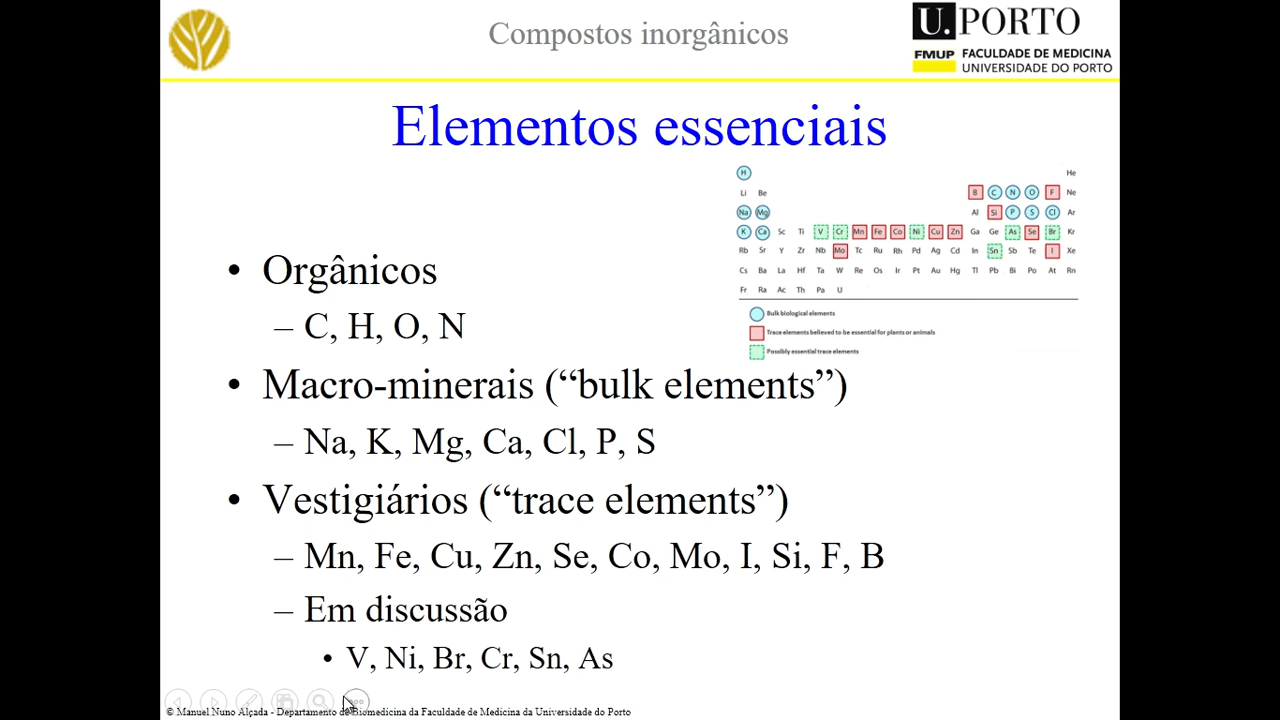 Compostos inorgânicos
U.PORTO
FMUP FACULDADE DE MEDICINA
UNIVERSIDADE DO PORTO
Elementos essenciais
H He
Li Be B C N O F Ne
Na Mg Al Si P S Cl Ar
K Ca Sc Ti V Cr Mn Fe Co Ni Cu Zn Ga Ge As Se Br Kr
Rb Sr Y Zr Nb Mo Tc Ru Rh Pd Ag Cd In Sn Sb Te I Xe
Cs Ba La Hf Ta W Re Os Ir Pt Au Hg Tl Pb Bi Po At Rn
Fr Ra Ac Th Pa U
Bulk biological elements
Trace elements believed to be essential for plants or animals
Possibly essential trace elements
• Orgânicos
– C, H, O, N
• Macro-minerais (“bulk elements”)
– Na, K, Mg, Ca, Cl, P, S
• Vestigiários (“trace elements”)
– Mn, Fe, Cu, Zn, Se, Co, Mo, I, Si, F, B
– Em discussão
• V, Ni, Br, Cr, Sn, As
© Manuel Nuno Alçada - Departamento de Biomedicina da Faculdade de Medicina da Universidade do Porto